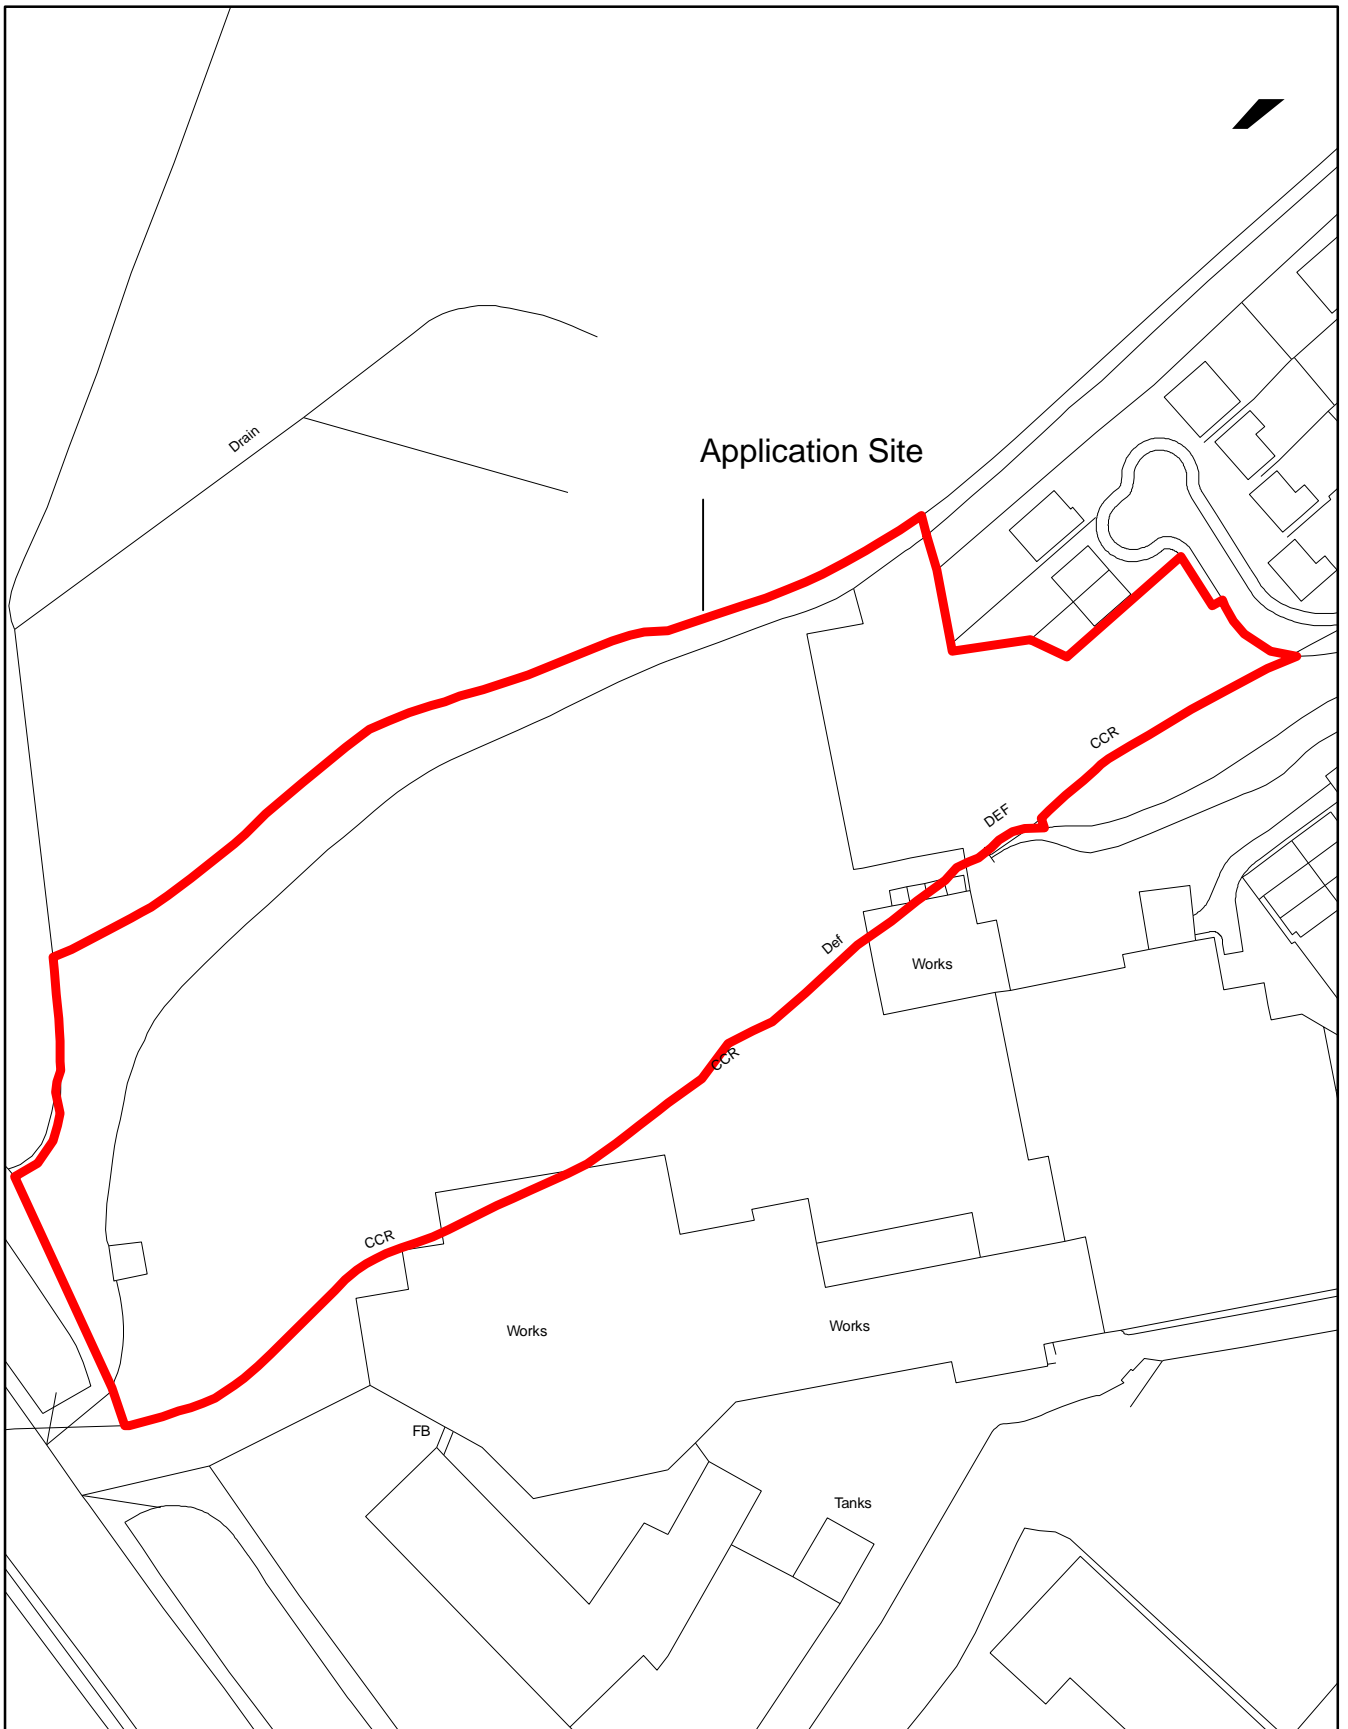 Drain
Application Site
CCR
DEF
Def
Works
CCR
CCR
Works
Works
FB
Tanks